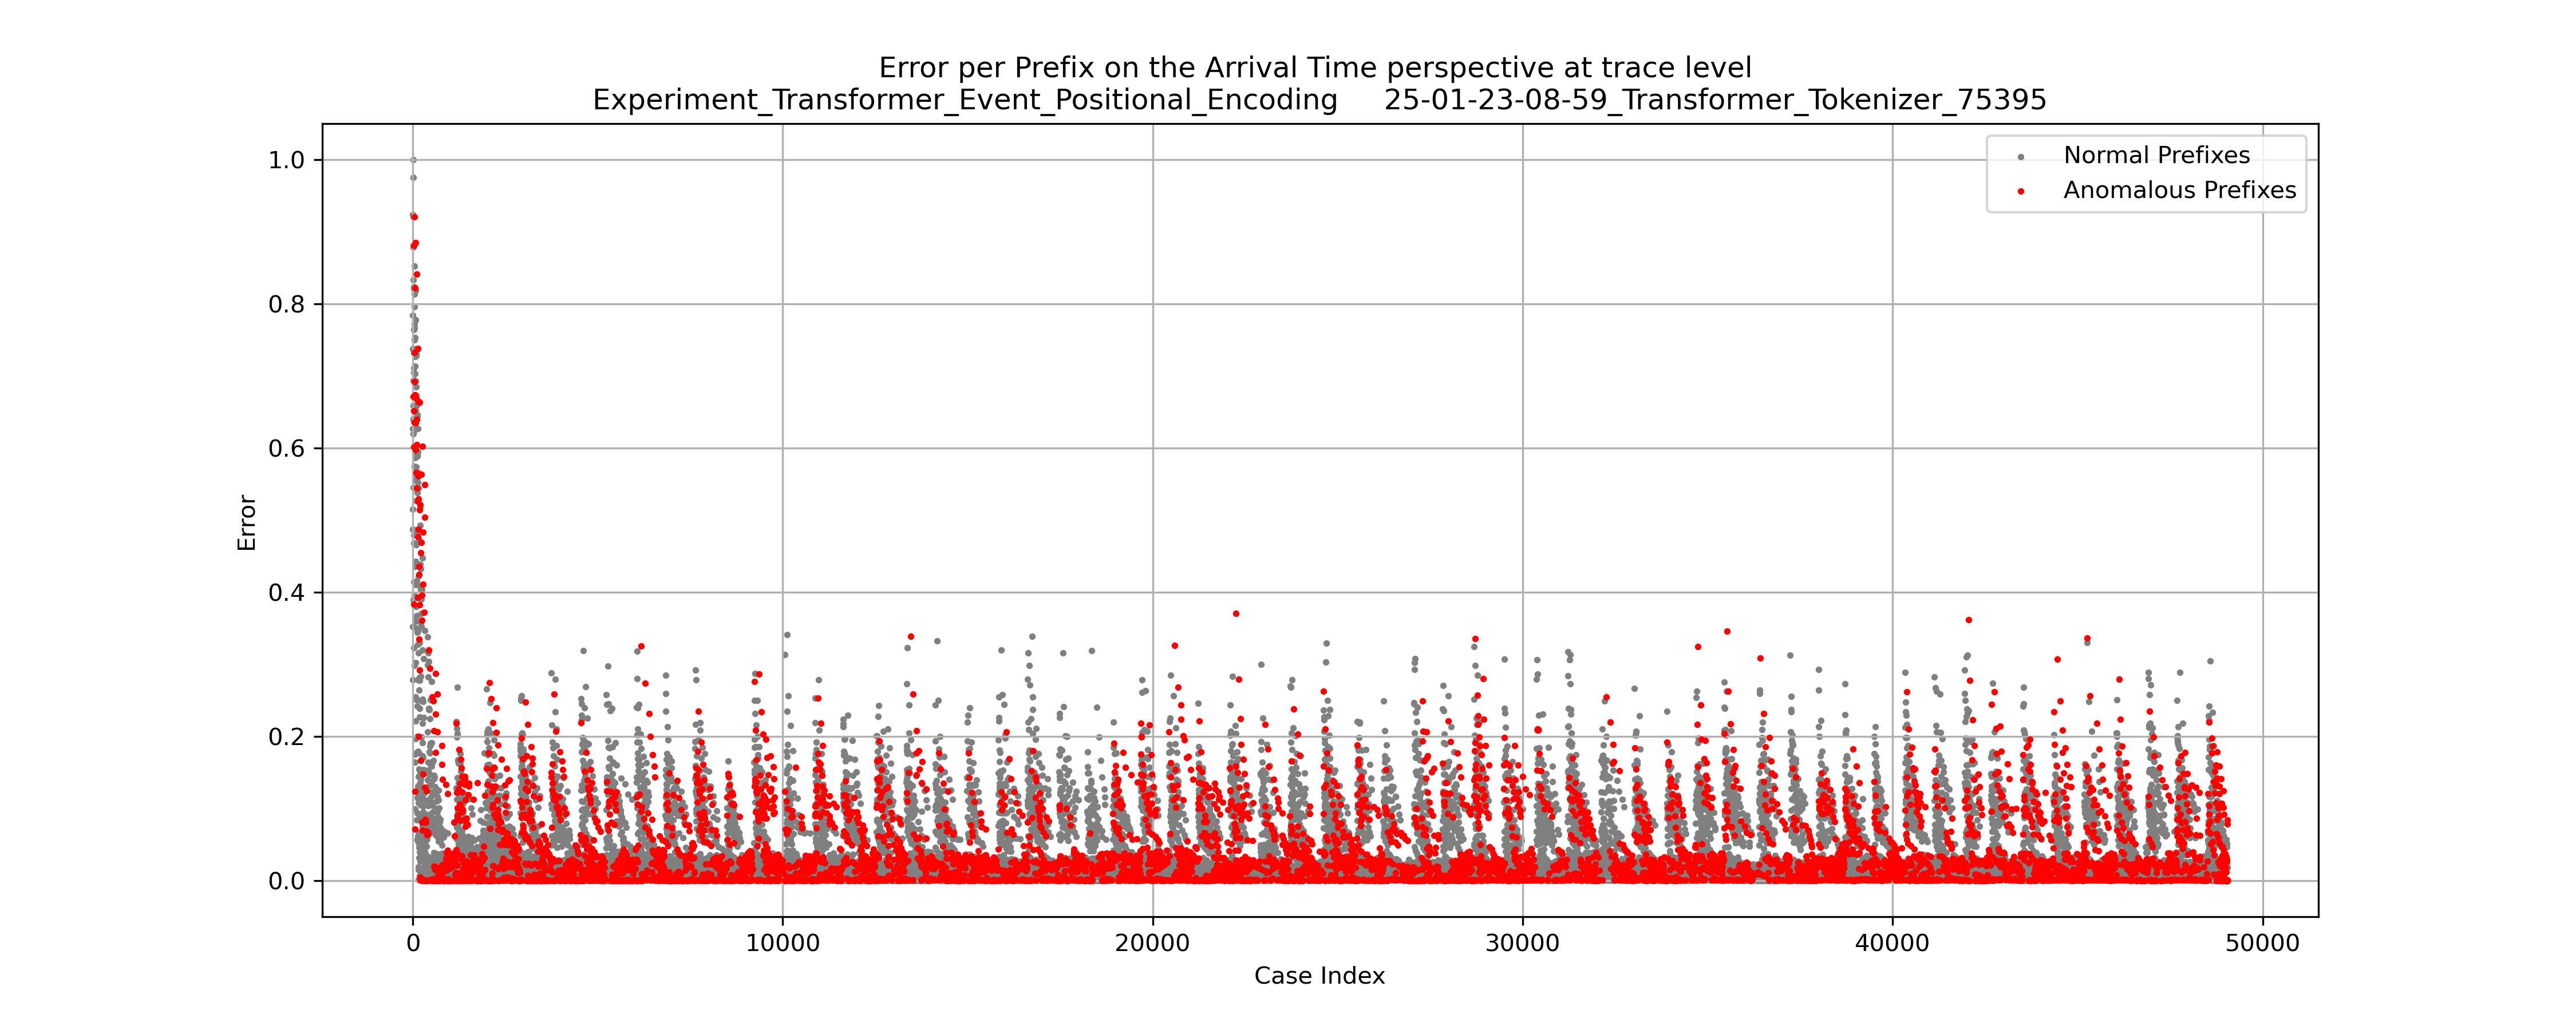 Error per Prefix on the Arrival Time perspective at trace level
Experiment_Transformer_Event_Positional_Encoding 25-01-23-08-59_Transformer_Tokenizer_75395
Normal Prefixes
Anomalous Prefixes
Error
1.0
0.8
0.6
0.4
0.2
0.0
0 10000 20000 30000 40000 50000
Case Index